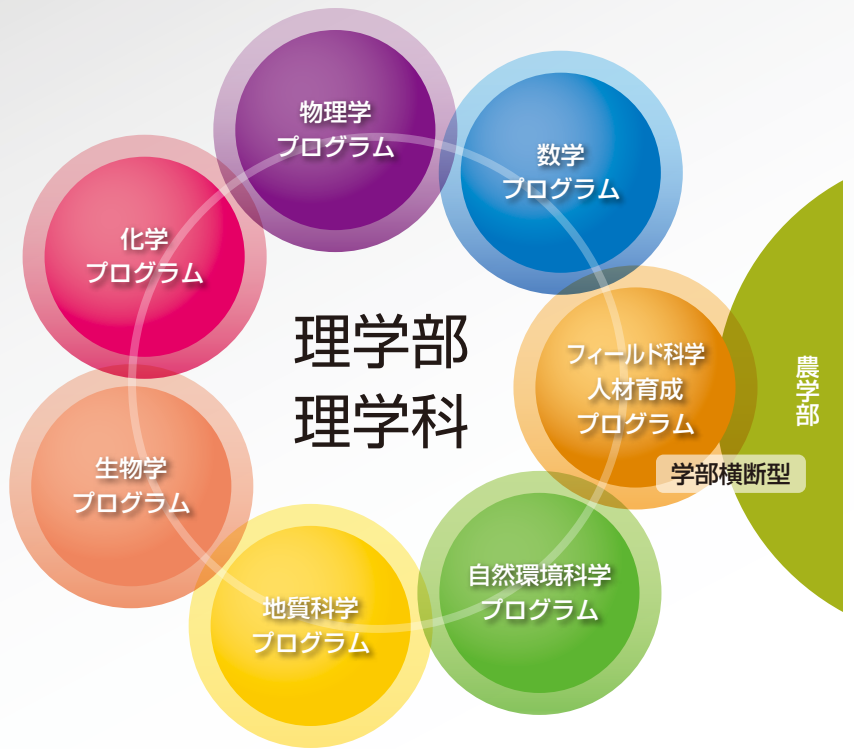 物理学
プログラム
数学
プログラム
化学
プログラム
理学部
理学科
フィールド科学
人材育成
プログラム
学部横断型
農学部
生物学
プログラム
自然環境科学
プログラム
地質科学
プログラム